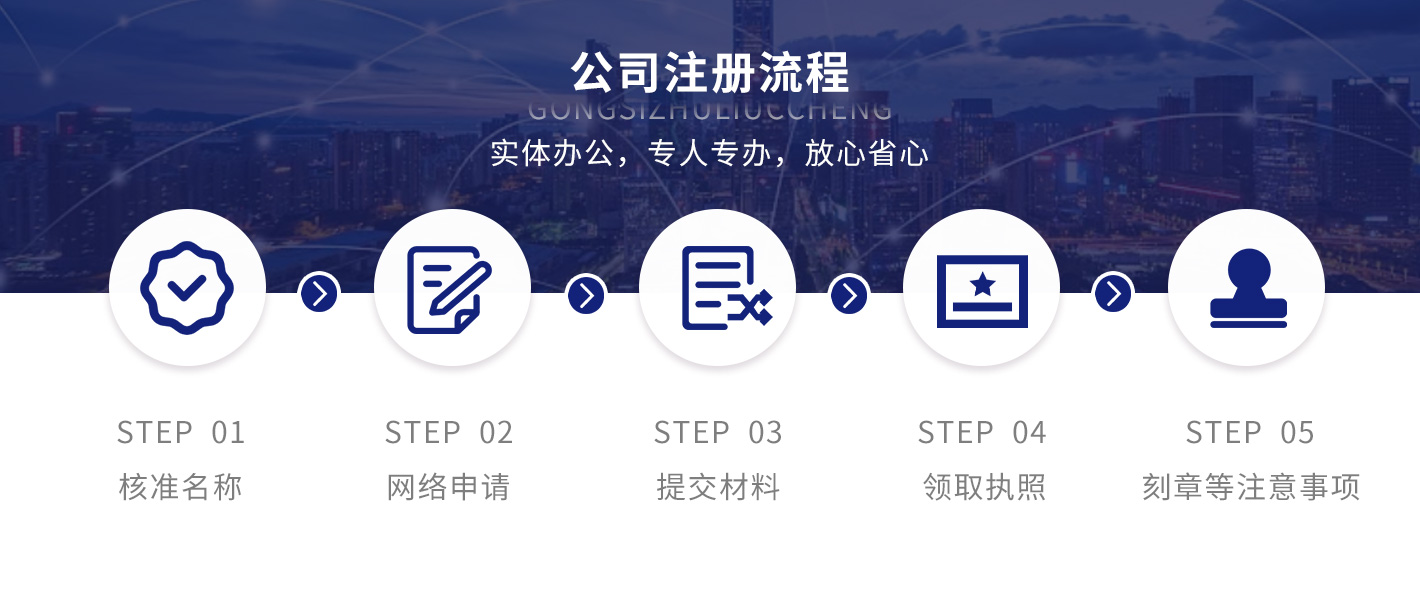 公司注册流程
GONGSIZHULIUCCHENG
实体办公，专人专办，放心省心
STEP 01
STEP 02
STEP 03
STEP 04
STEP 05
核准名称
网络申请
提交材料
领取执照
刻章等注意事项